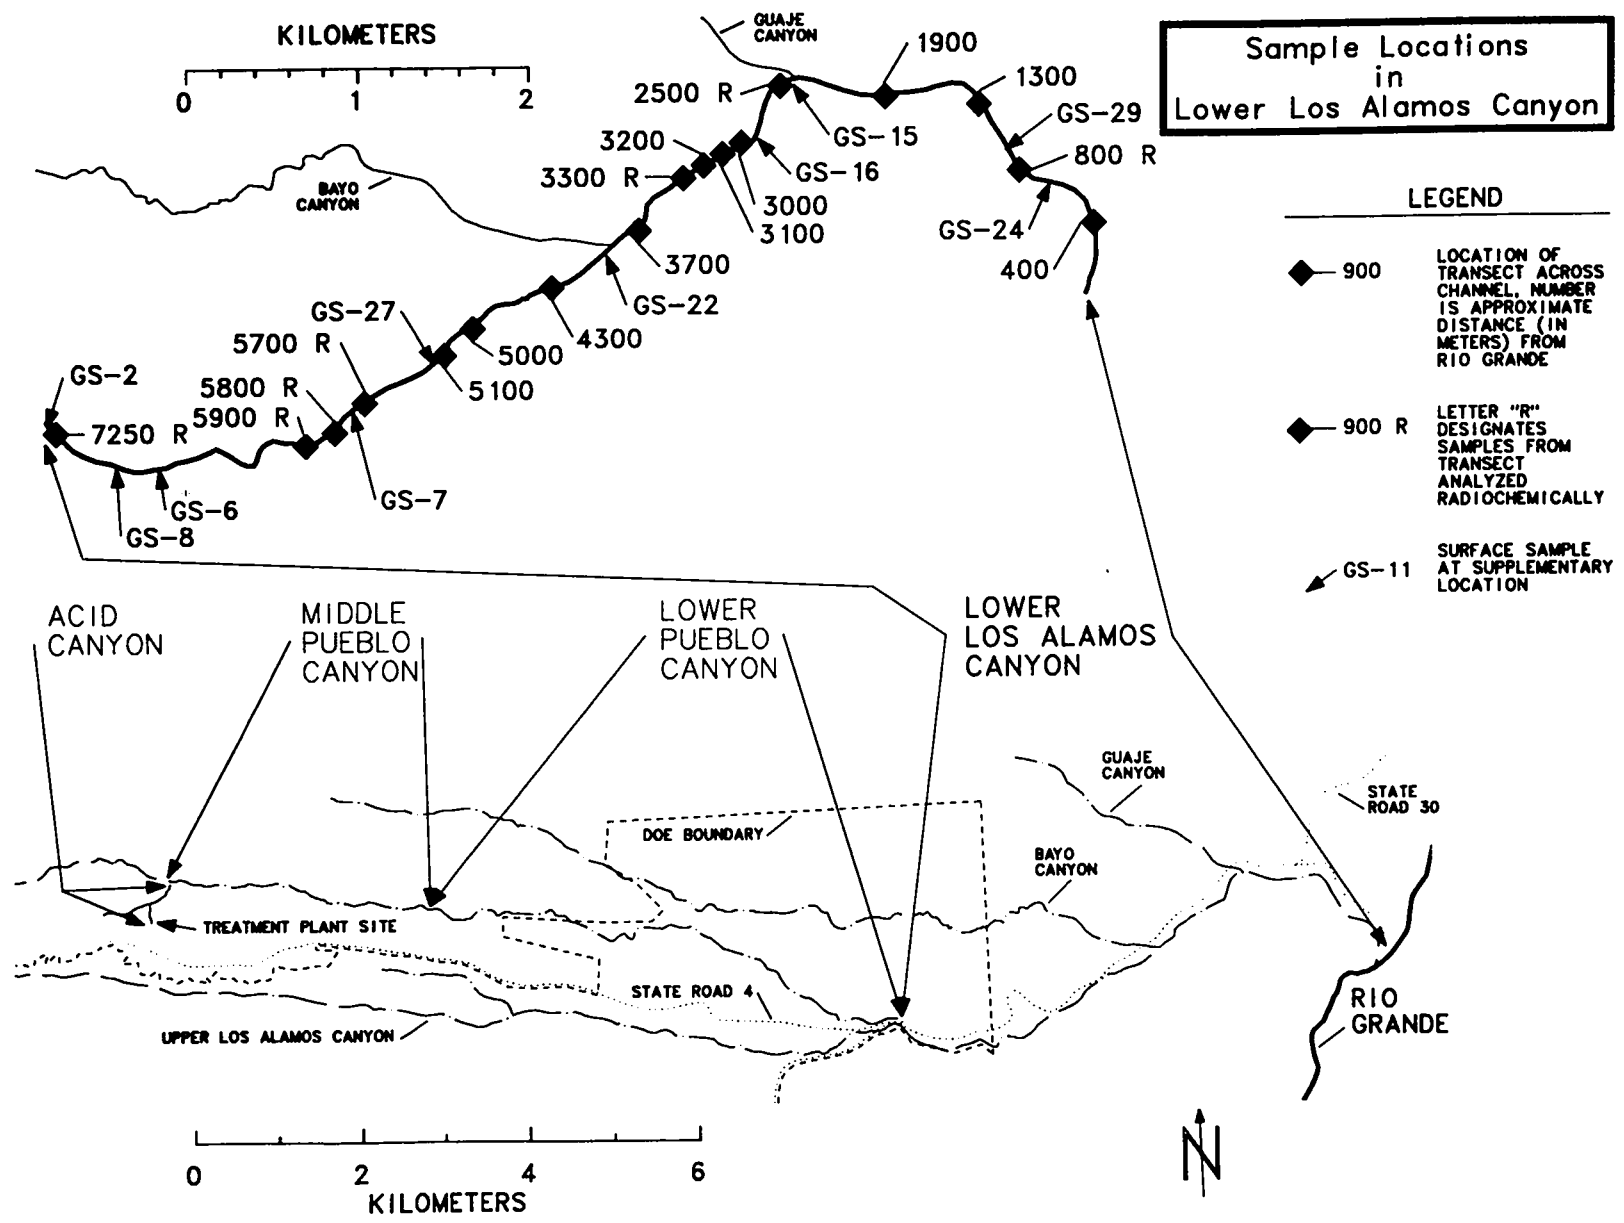 KILOMETERS
0 1 2
GUAJE
CANYON
1900
1300
2500 R
GS-15
GS-29
3200
GS-16
800 R
3300 R
3000
3100
GS-24
400
BAYO
CANYON
3700
GS-22
GS-27
4300
5700 R
5000
5100
GS-2
5800 R
5900 R
7250 R
GS-7
GS-6
GS-8
Sample Locations
in
Lower Los Alamos Canyon
LEGEND
900
LOCATION OF
TRANSECT ACROSS
CHANNEL, NUMBER
IS APPROXIMATE
DISTANCE (IN
METERS) FROM
RIO GRANDE
900 R
LETTER "R"
DESIGNATES
SAMPLES FROM
TRANSECT
ANALYZED
RADIOCHEMICALLY
GS-11
SURFACE SAMPLE
AT SUPPLEMENTARY
LOCATION
ACID
CANYON
MIDDLE
PUEBLO
CANYON
LOWER
PUEBLO
CANYON
LOWER
LOS ALAMOS
CANYON
GUAJE
CANYON
STATE
ROAD 30
DOE BOUNDARY
BAYO
CANYON
TREATMENT PLANT SITE
STATE ROAD 4
UPPER LOS ALAMOS CANYON
RIO
GRANDE
0 2 4 6
KILOMETERS
N